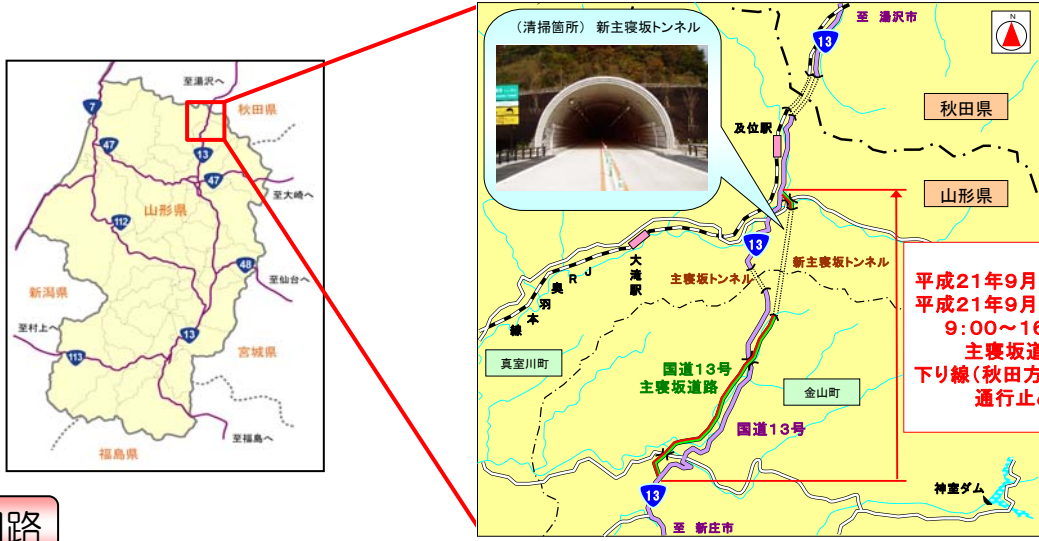 至湯沢へ
秋田県
7
47
13
47
至大崎へ
山形県
112
48
至仙台へ
新潟県
至村上へ
13
宮城県
113
至福島へ
福島県
(清掃箇所) 新主寝坂トンネル
至 湯沢市
N
13
及位駅
秋田県
山形県
13
大滝駅
JR奥羽本線
主寝坂トンネル
新主寝坂トンネル
平成21年9月
平成21年9月
9:00～16
主寝坂道
下り線(秋田方
通行止
真室川町
国道13号
主寝坂道路
金山町
国道13号
13
神室ダム
至 新庄市
路